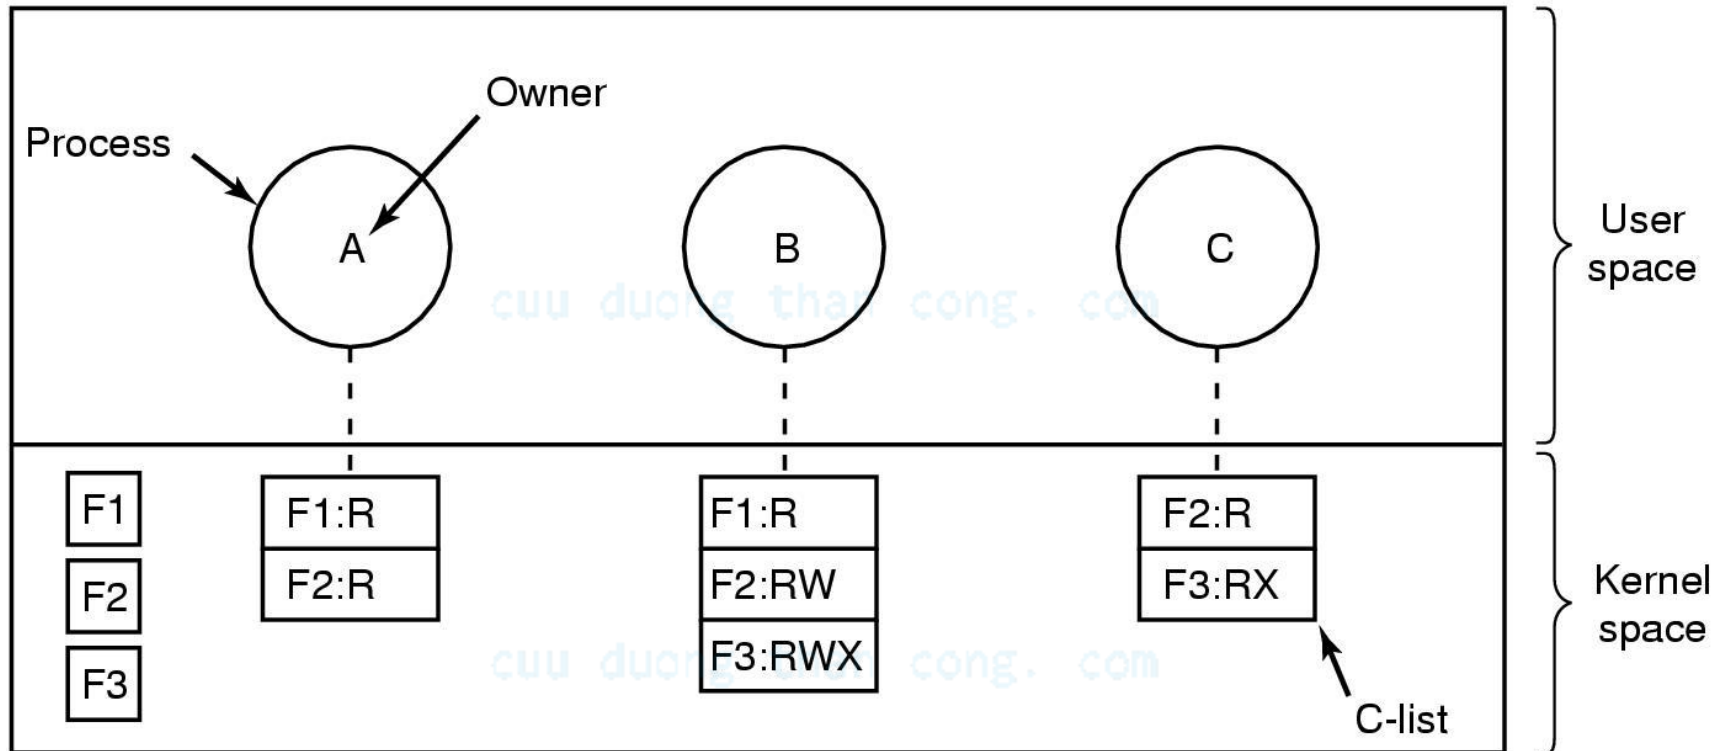 Owner
Process
A
B
C
User
space
cuu duong than cong. com
F1
F2
F3
F1:R
F2:R
F1:R
F2:RW
F3:RWX
F2:R
F3:RX
Kernel
space
cuu duong than cong. com
C-list